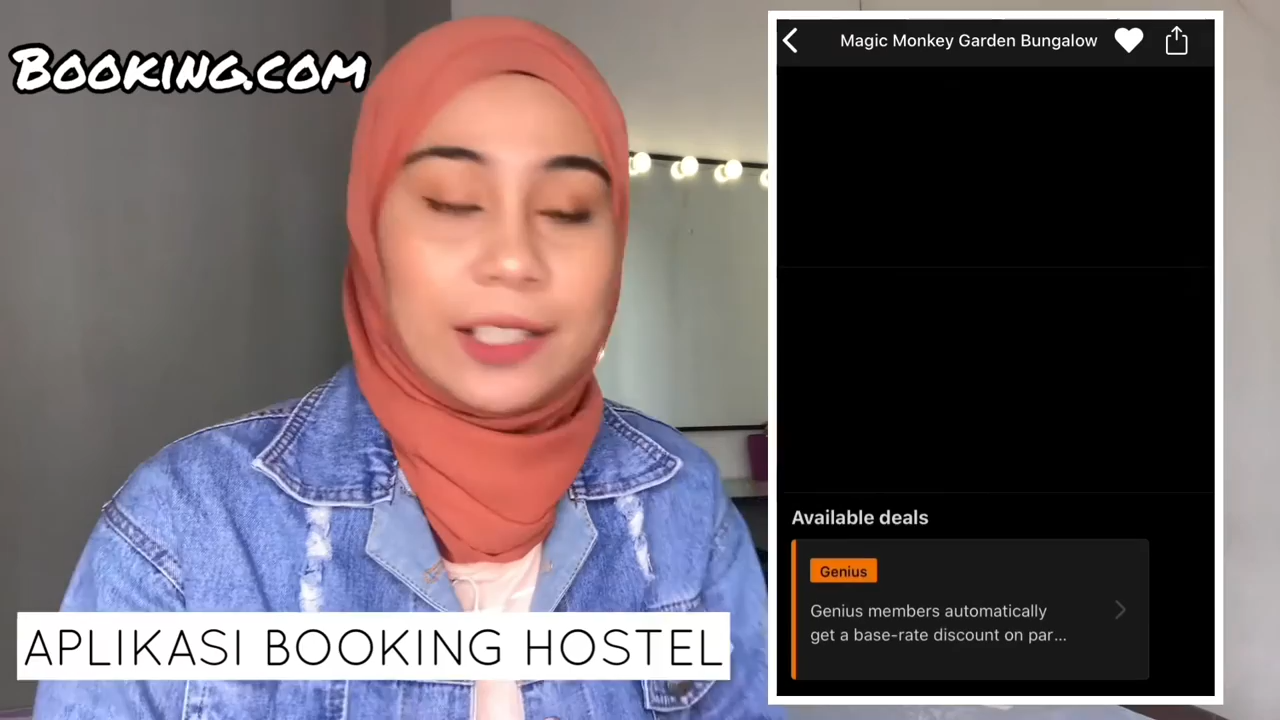 BOOKING.COM
Magic Monkey Garden Bungalow
Available deals
Genius
Genius members automatically
get a base-rate discount on par...
APLIKASI BOOKING HOSTEL